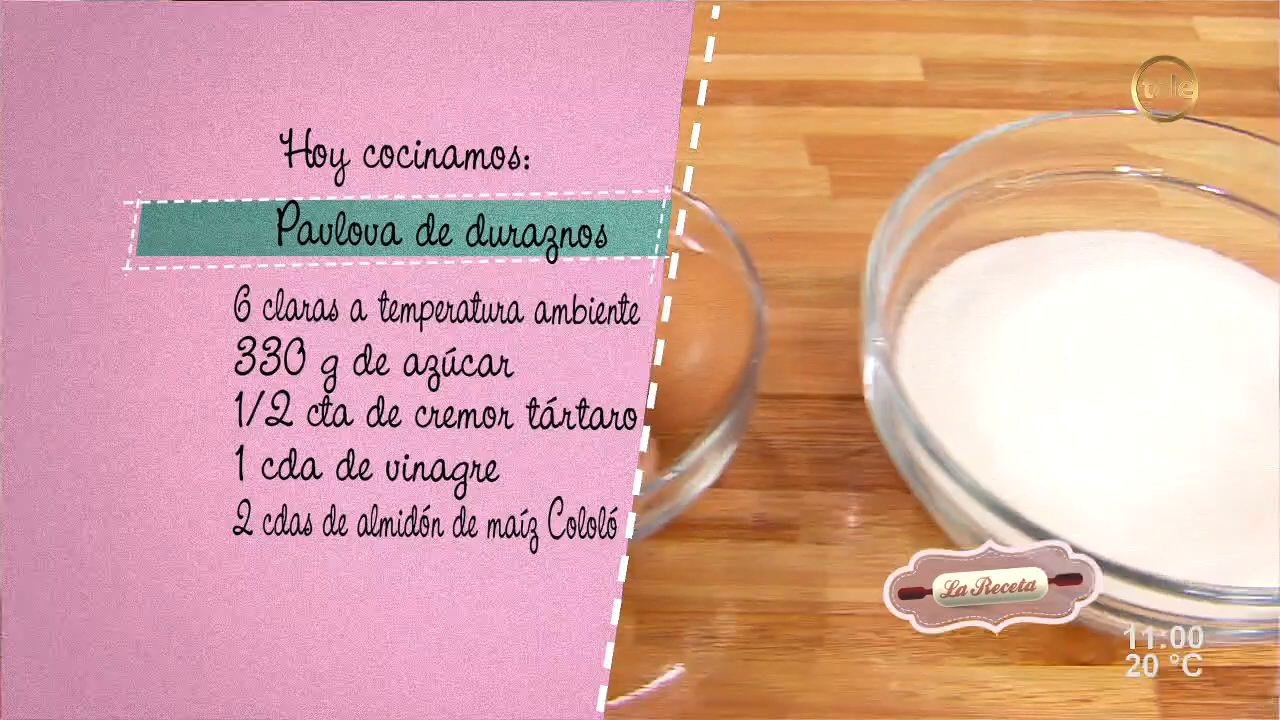 Hoy cocinamos:
Pavlova de duraznos
6 claras a temperatura ambiente
330 g de azúcar
1/2 cta de cremor tártaro
1 cda de vinagre
2 cdas de almidón de maíz Cololó
tele
La Receta
11:00
20 °C